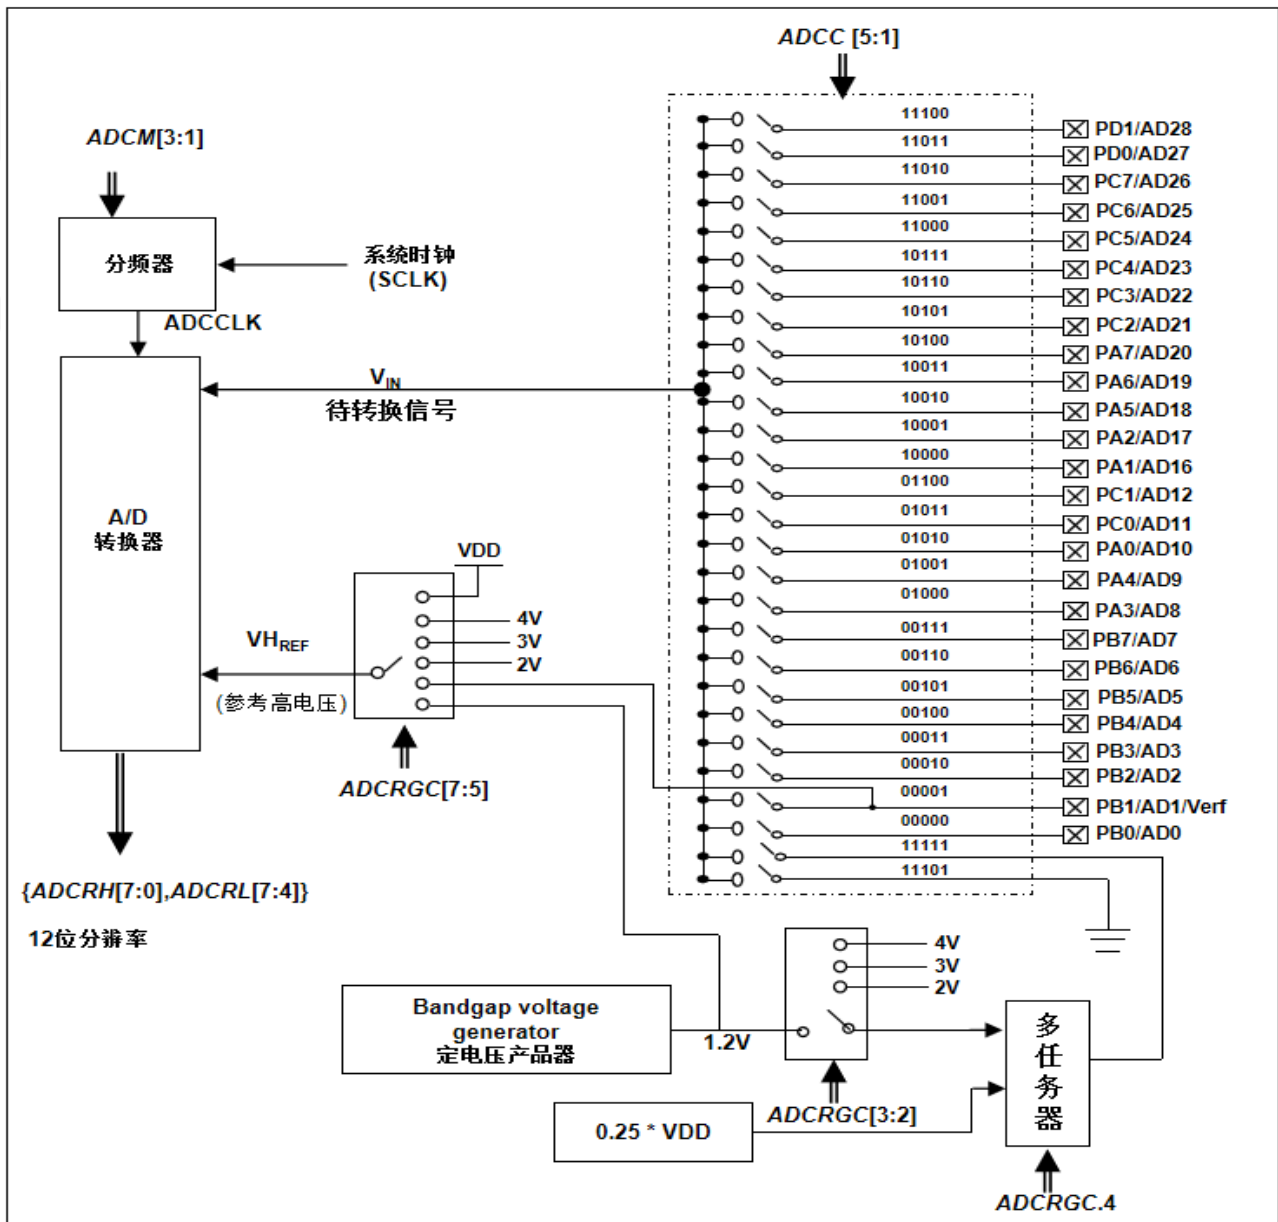 ADCC [5:1]
ADCM[3:1]
分频器
系统时钟
(SCLK)
ADCCLK
VIN
待转换信号
A/D
转换器
VDD
4V
3V
2V
VHREF
(参考高电压)
ADCRGC[7:5]
{ADCRH[7:0],ADCRL[7:4]}
12位分辨率
11100
PD1/AD28
11011
PD0/AD27
11010
PC7/AD26
11001
PC6/AD25
11000
PC5/AD24
10111
PC4/AD23
10110
PC3/AD22
10101
PC2/AD21
10100
PA7/AD20
10011
PA6/AD19
10010
PA5/AD18
10001
PA2/AD17
10000
PA1/AD16
01100
PC1/AD12
01011
PC0/AD11
01010
PA0/AD10
01001
PA4/AD9
01000
PA3/AD8
00111
PB7/AD7
00110
PB6/AD6
00101
PB5/AD5
00100
PB4/AD4
00011
PB3/AD3
00010
PB2/AD2
00001
PB1/AD1/Verf
00000
PB0/AD0
11111
11101
4V
3V
2V
Bandgap voltage
generator
定电压产品器
1.2V
ADCRGC[3:2]
0.25 * VDD
多
任
务
器
ADCRGC.4